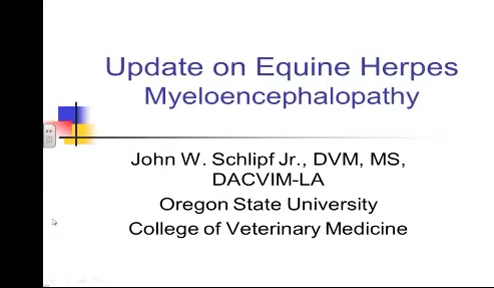 Update on Equine Herpes
Myeloencephalopathy
John W. Schlipf Jr., DVM, MS,
DACVIM-LA
Oregon State University
College of Veterinary Medicine